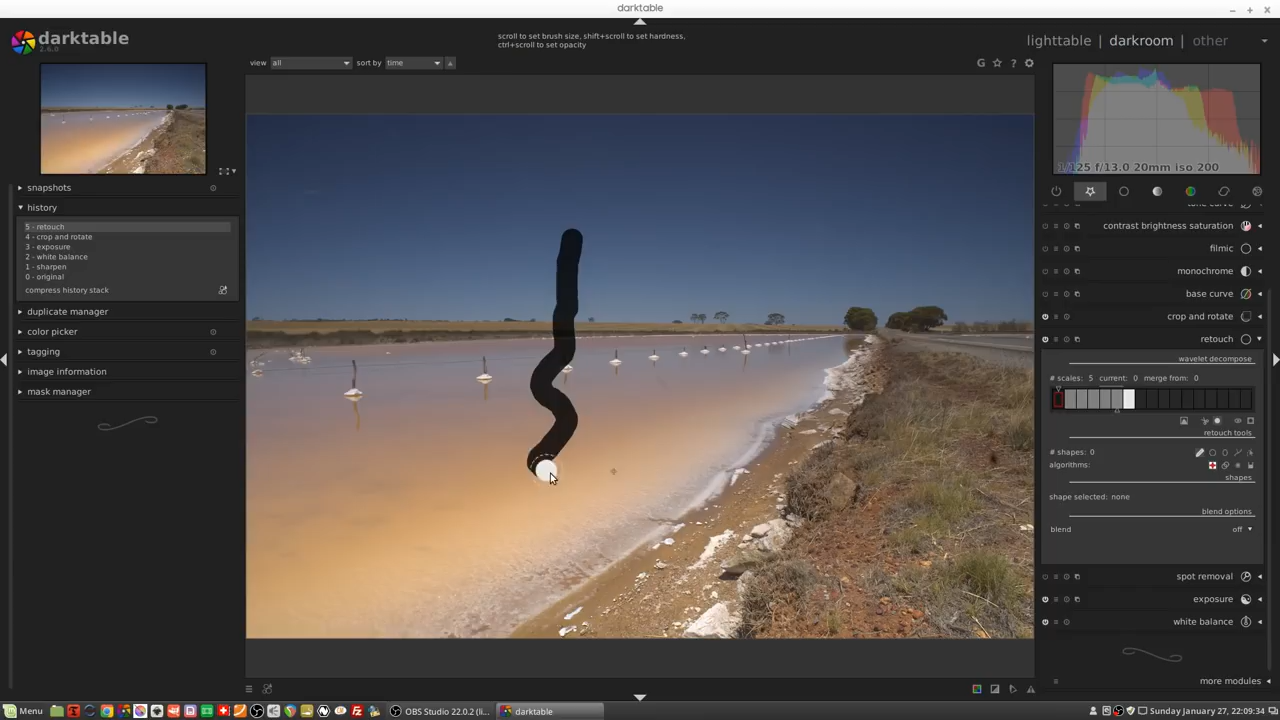 darktable
darktable
2.6.0
scroll to set brush size, shift+scroll to set hardness,
ctrl+scroll to set opacity
lighttable | darkroom | other
view all sort by time
G ?
1/125 f/13.0 20mm iso 200
snapshots
history
5 - retouch
4 - crop and rotate
3 - exposure
2 - white balance
1 - sharpen
0 - original
compress history stack
duplicate manager
color picker
tagging
image information
mask manager
tone curve
contrast brightness saturation
filmic
monochrome
base curve
crop and rotate
retouch
wavelet decompose
# scales: 5 current: 0 merge from: 0
retouch tools
# shapes: 0
algorithms:
shapes
shape selected: none
blend options
blend off
spot removal
exposure
white balance
more modules
Menu
OBS Studio 22.0.2 (li...
darktable
Sunday January 27, 22:09:34